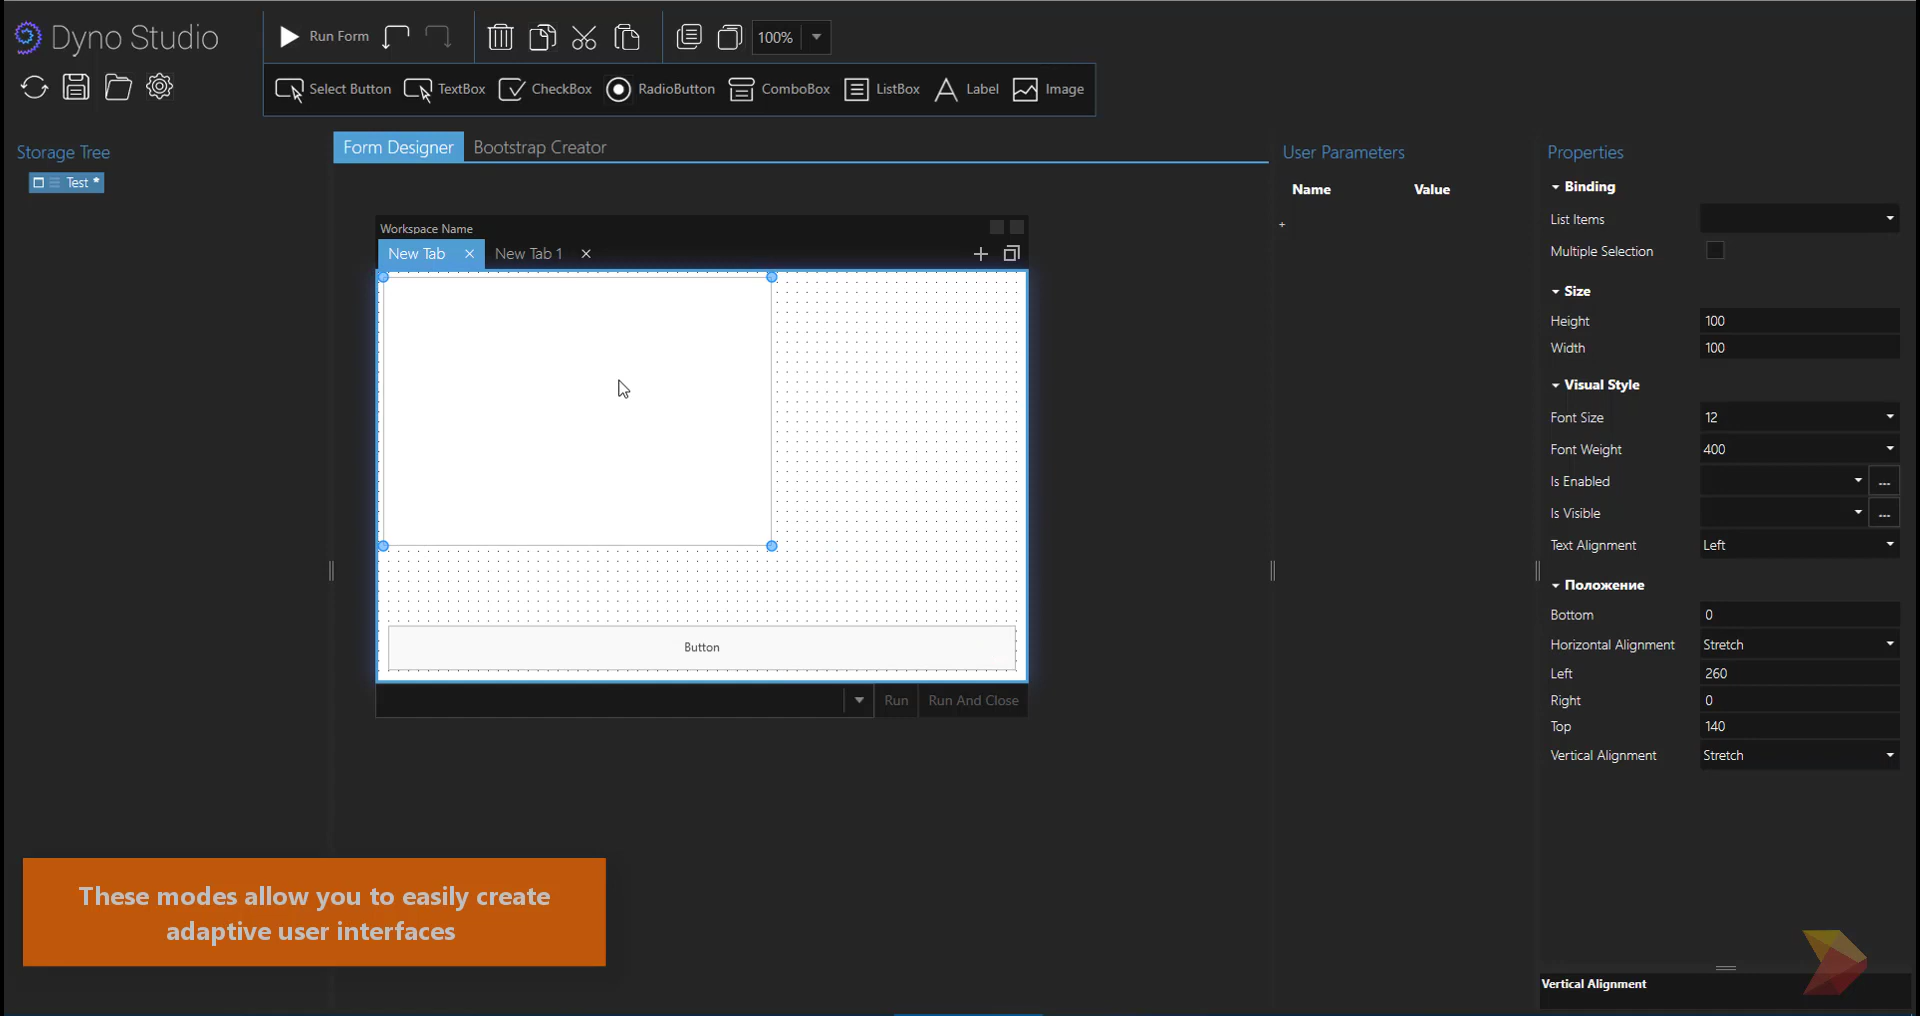 Dyno Studio
Run Form
100%
Select Button
TextBox
CheckBox
RadioButton
ComboBox
ListBox
Label
Image
Storage Tree
Test *
Form Designer
Bootstrap Creator
Workspace Name
New Tab
New Tab 1
Button
Run
Run And Close
User Parameters
Name
Value
+
Properties
Binding
List Items
Multiple Selection
Size
Height
100
Width
100
Visual Style
Font Size
12
Font Weight
400
Is Enabled
...
Is Visible
...
Text Alignment
Left
Положение
Bottom
0
Horizontal Alignment
Stretch
Left
260
Right
0
Top
140
Vertical Alignment
Stretch
Vertical Alignment
These modes allow you to easily create
adaptive user interfaces